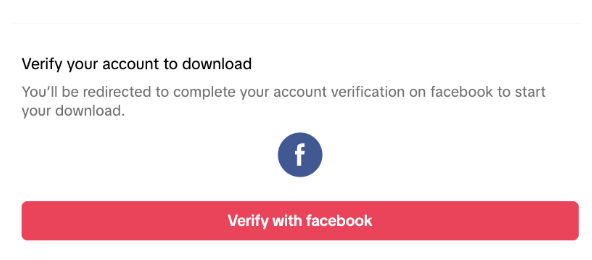 Verify your account to download
You’ll be redirected to complete your account verification on facebook to start
your download.
f
Verify with facebook